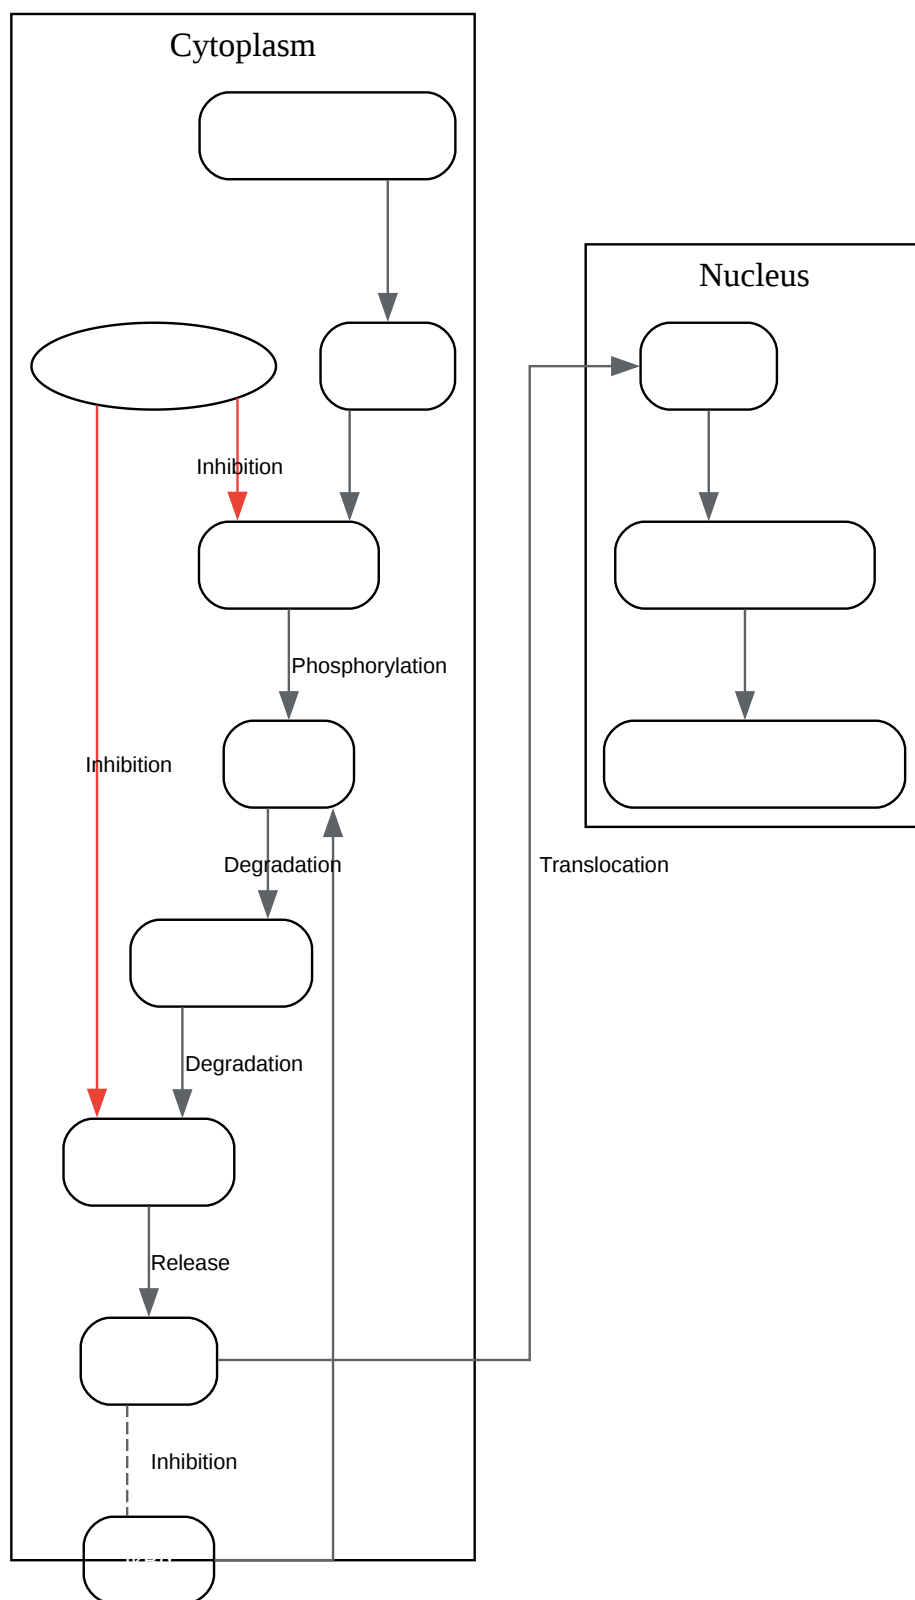 Cytoplasm
Nucleus
Inhibition
Phosphorylation
Inhibition
Degradation
Translocation
Degradation
Release
Inhibition